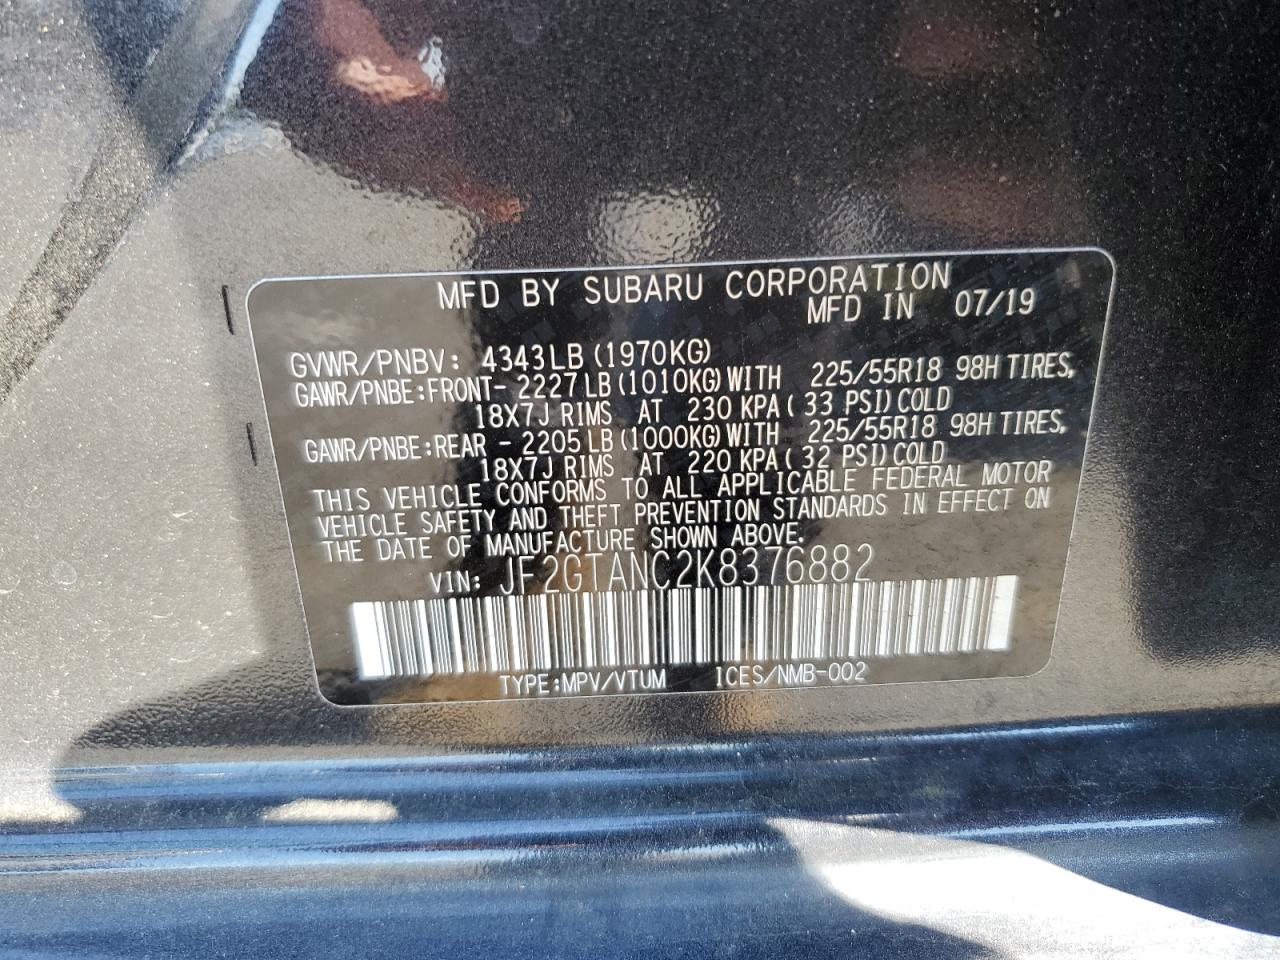 MFD BY SUBARU CORPORATION
MFD IN 07/19
GVWR/PNBV: 4343LB (1970KG)
GAWR/PNBE:FRONT- 2227LB(1010KG)WITH 225/55R18 98H TIRES,
18X7J RIMS AT 230 KPA( 33 PSI)COLD
GAWR/PNBE:REAR - 2205LB(1000KG)WITH 225/55R18 98H TIRES,
18X7J RIMS AT 220 KPA( 32 PSI)COLD
THIS VEHICLE CONFORMS TO ALL APPLICABLE FEDERAL MOTOR
VEHICLE SAFETY AND THEFT PREVENTION STANDARDS IN EFFECT ON
THE DATE OF MANUFACTURE SHOWN ABOVE.
VIN: JF2GTANC2K8376882
TYPE:MPV/VTUM ICES/NMB-002